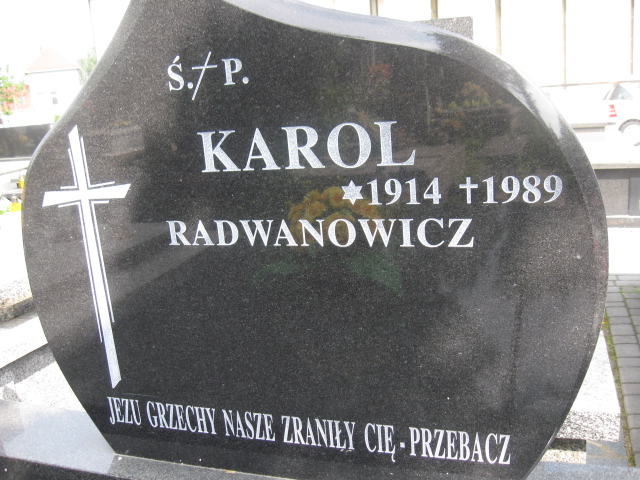 Ś.†P.
KAROL
✶1914 †1989
RADWANOWICZ
JEZU GRZECHY NASZE ZRANIŁY CIĘ - PRZEBACZ